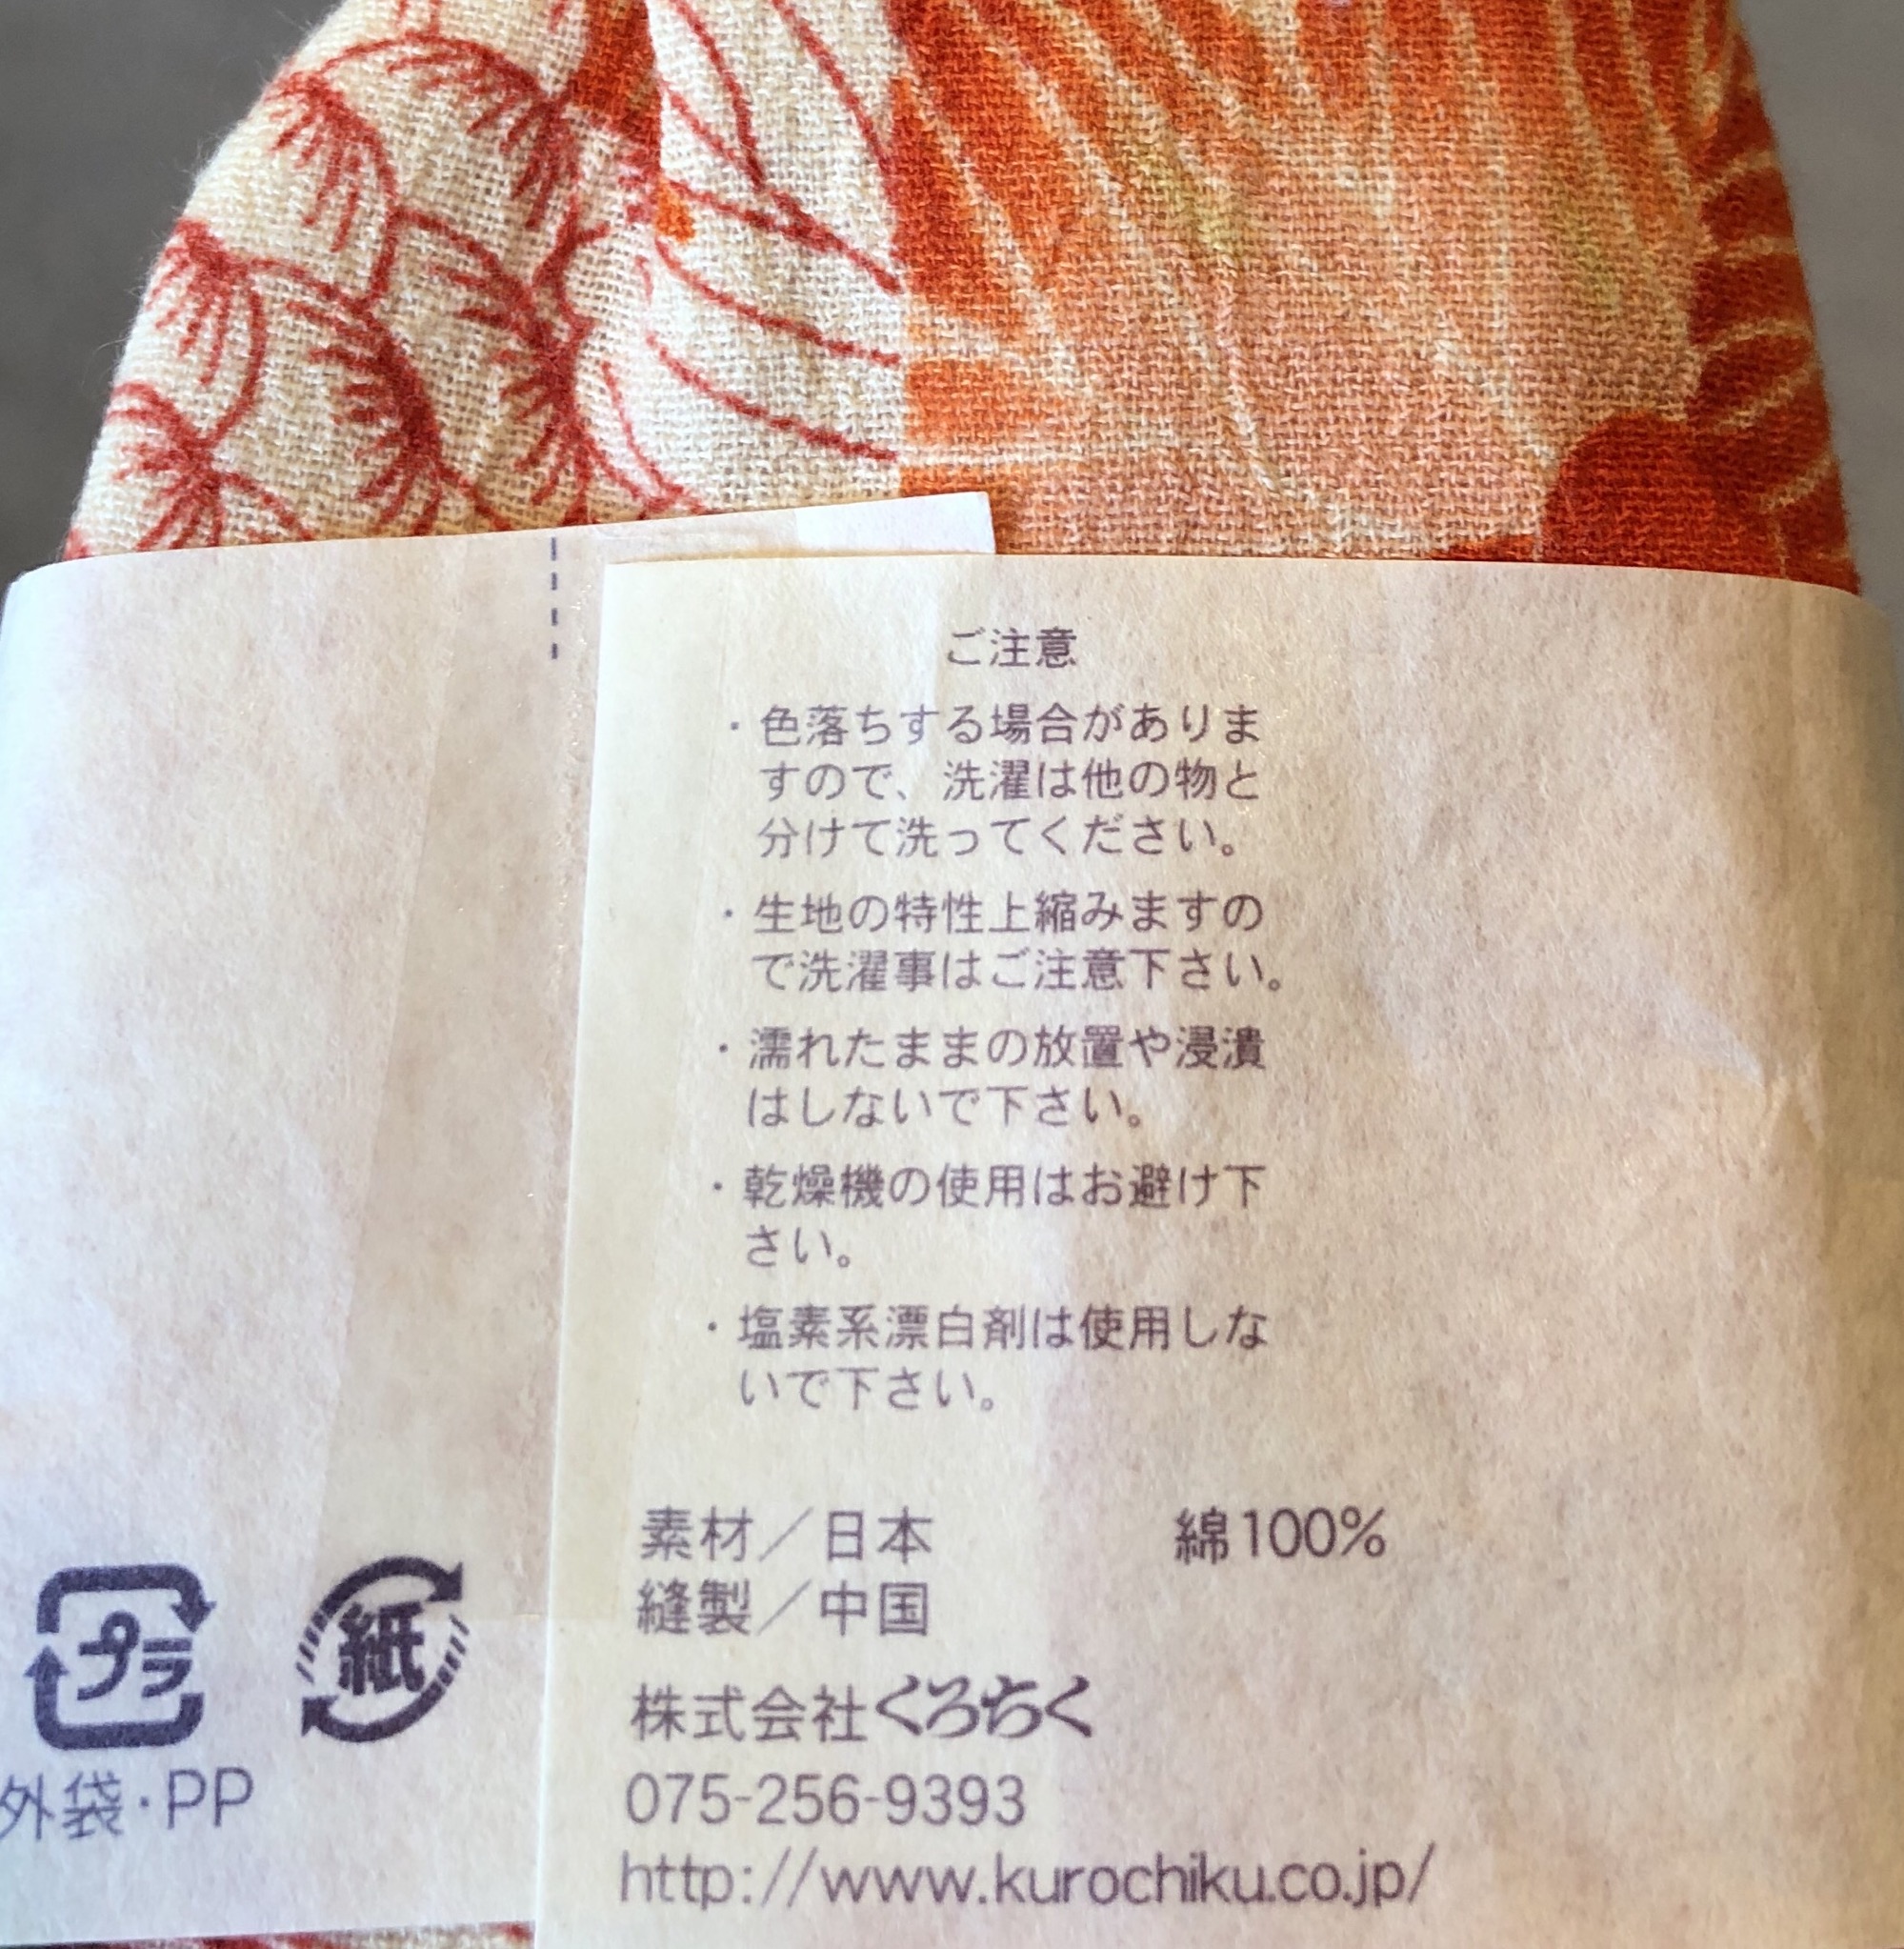 ご注意
・色落ちする場合がありま
すので、洗濯は他の物と
分けて洗ってください。
・生地の特性上縮みますの
で洗濯事はご注意下さい。
・濡れたままの放置や浸潰
はしないで下さい。
・乾燥機の使用はお避け下
さい。
・塩素系漂白剤は使用しな
いで下さい。
素材／日本 綿100%
縫製／中国
株式会社くろちく
075-256-9393
http://www.kurochiku.co.jp/
プラ
紙
外袋・PP